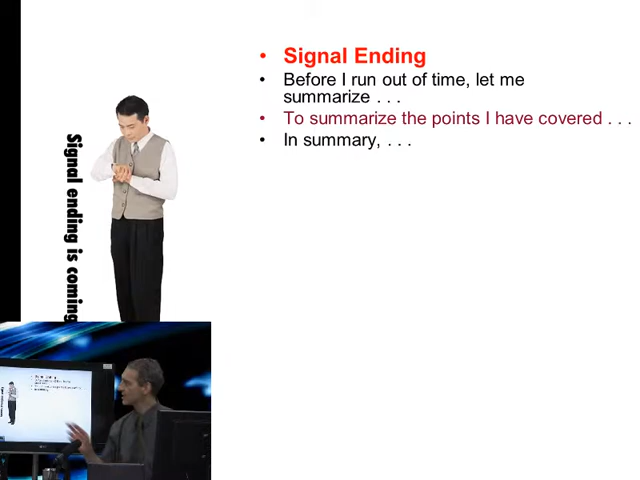 • Signal Ending
• Before I run out of time, let me
summarize . . .
• To summarize the points I have covered . . .
• In summary, . . .
Signal ending is coming